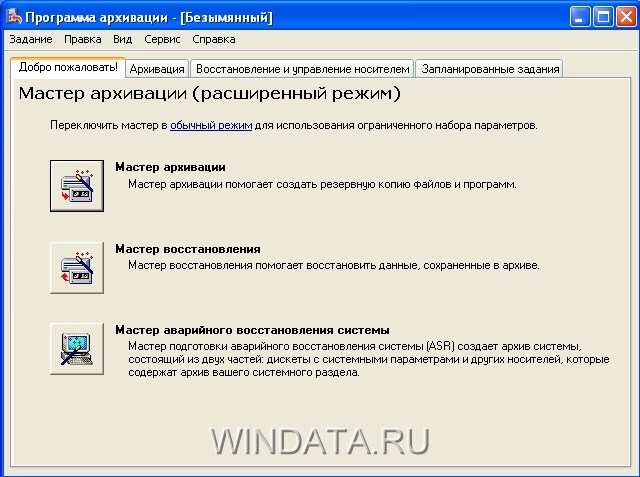 Программа архивации - [Безымянный]
Задание Правка Вид Сервис Справка
Добро пожаловать! Архивация Восстановление и управление носителем Запланированные задания
Мастер архивации (расширенный режим)
Переключить мастер в обычный режим для использования ограниченного набора параметров.
Мастер архивации
Мастер архивации помогает создать резервную копию файлов и программ.
Мастер восстановления
Мастер восстановления помогает восстановить данные, сохраненные в архиве.
Мастер аварийного восстановления системы
Мастер подготовки аварийного восстановления системы (ASR) создает архив системы,
состоящий из двух частей: дискеты с системными параметрами и других носителей, которые
содержат архив вашего системного раздела.
WINDATA.RU